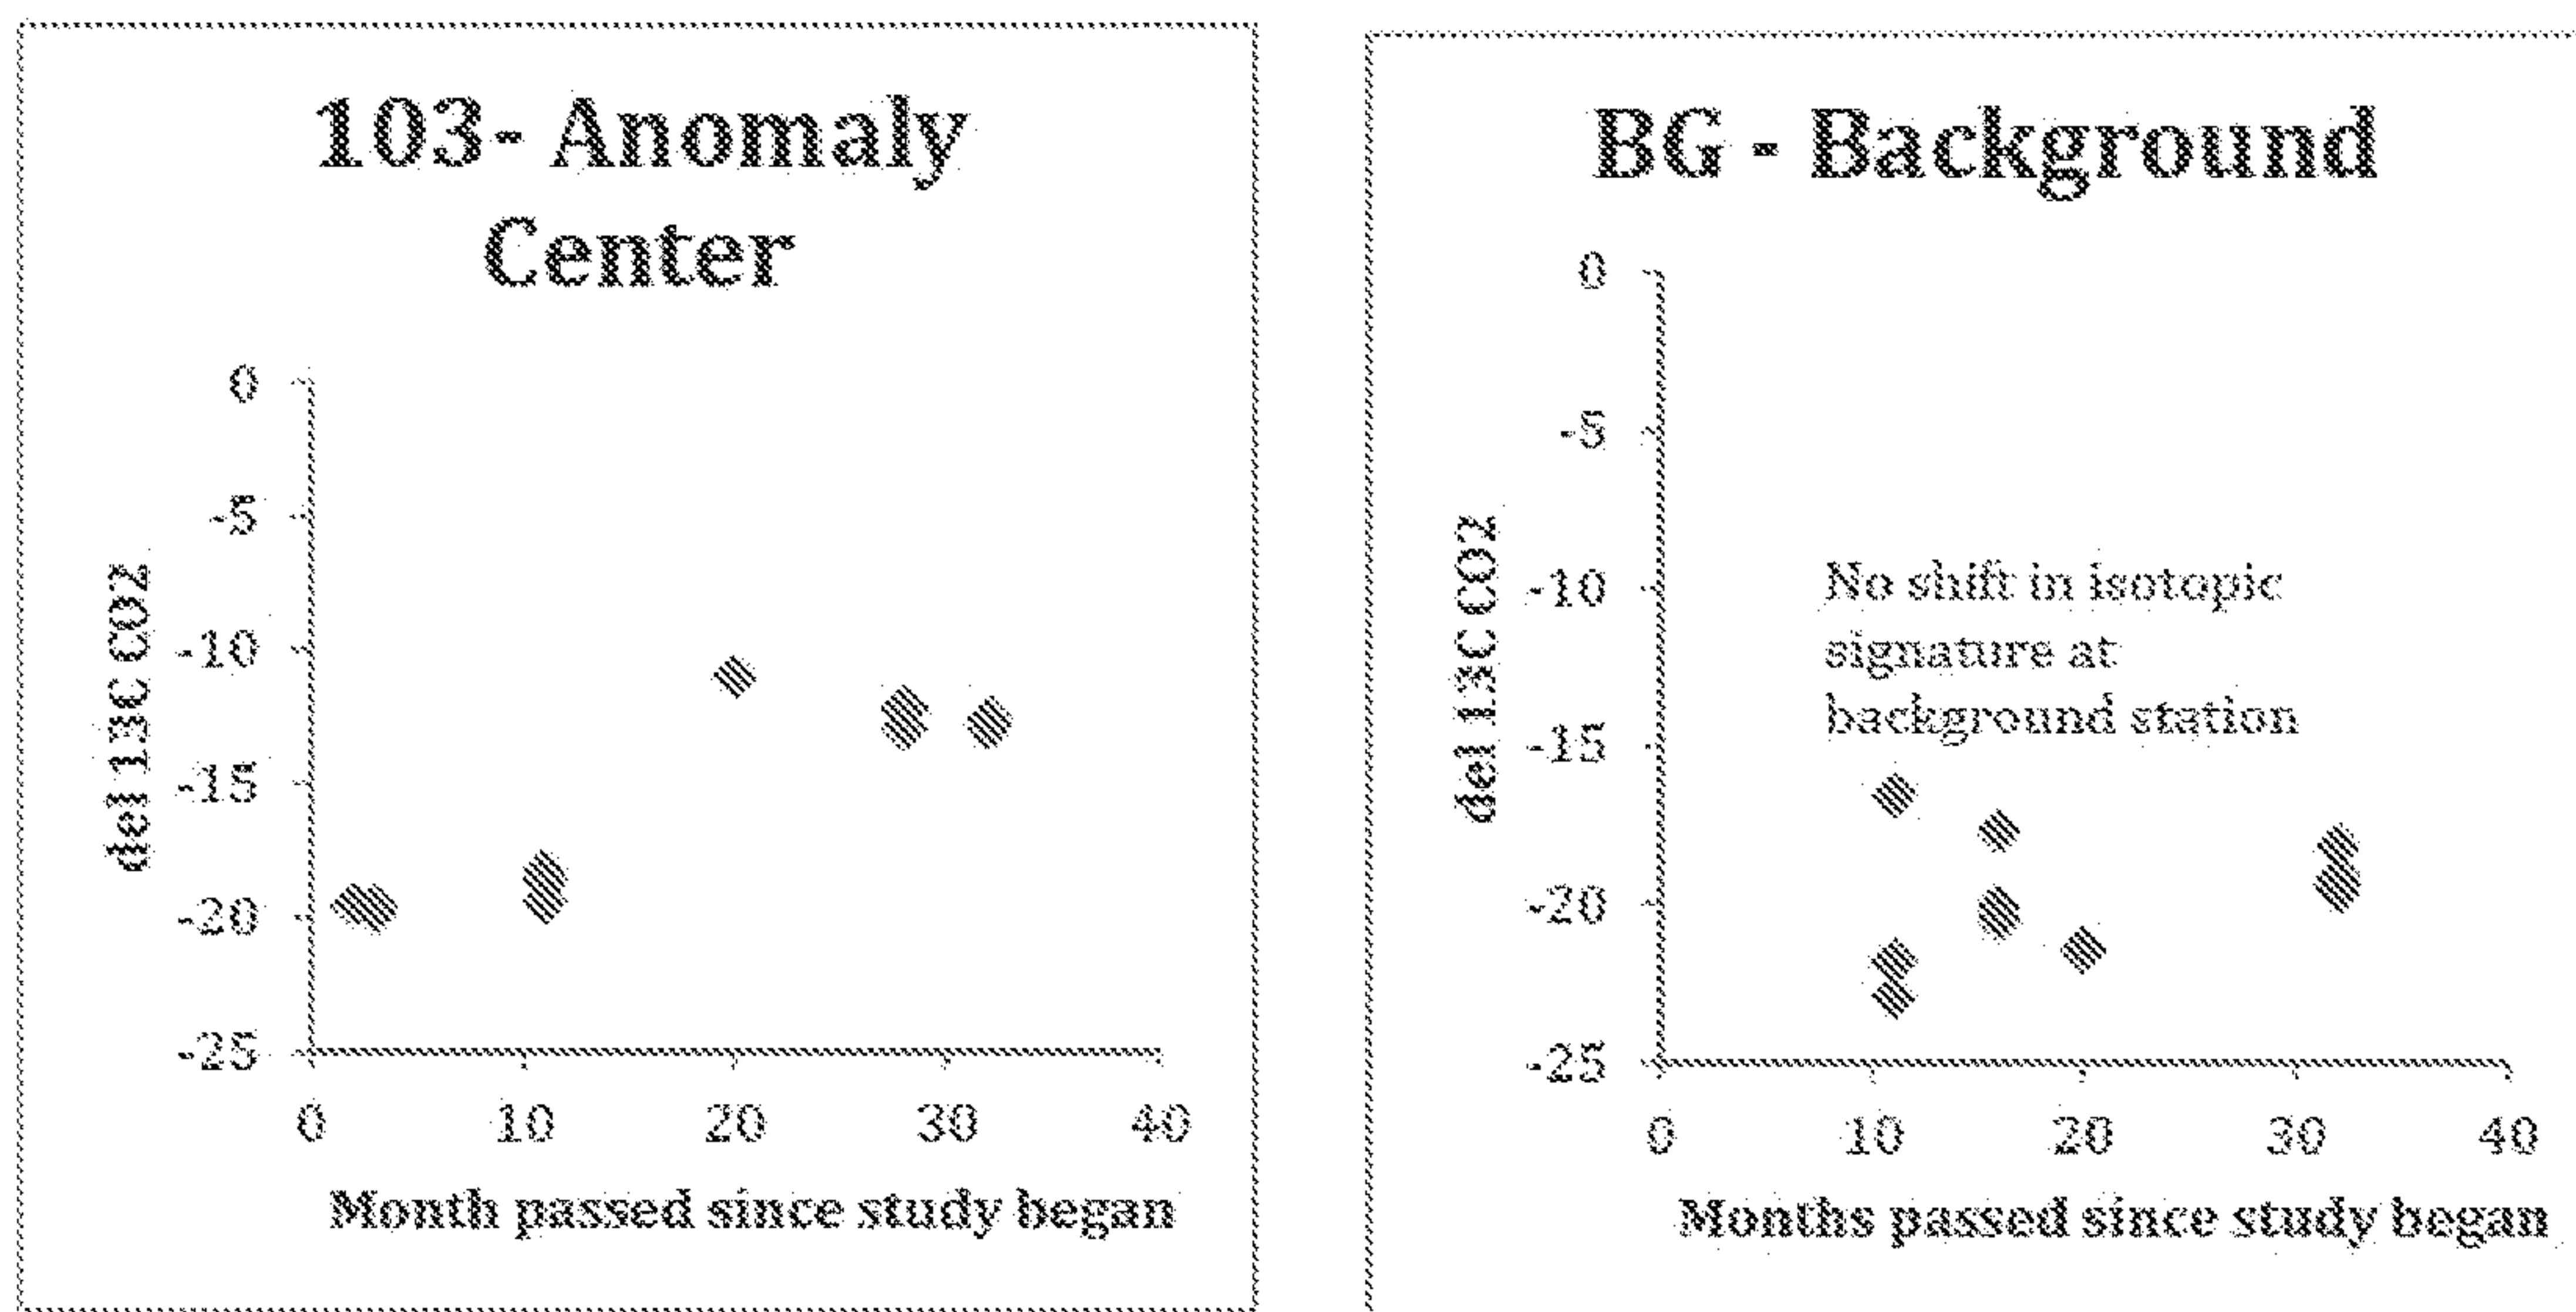 103- Anomaly
Center
0
-5
-10
-15
-20
-25
del 13C CO2
0 10 20 30 40
Month passed since study began
BG - Background
0
-5
-10
-15
-20
-25
del 13C CO2
No shift in isotopic
signature at
background station
0 10 20 30 40
Months passed since study began